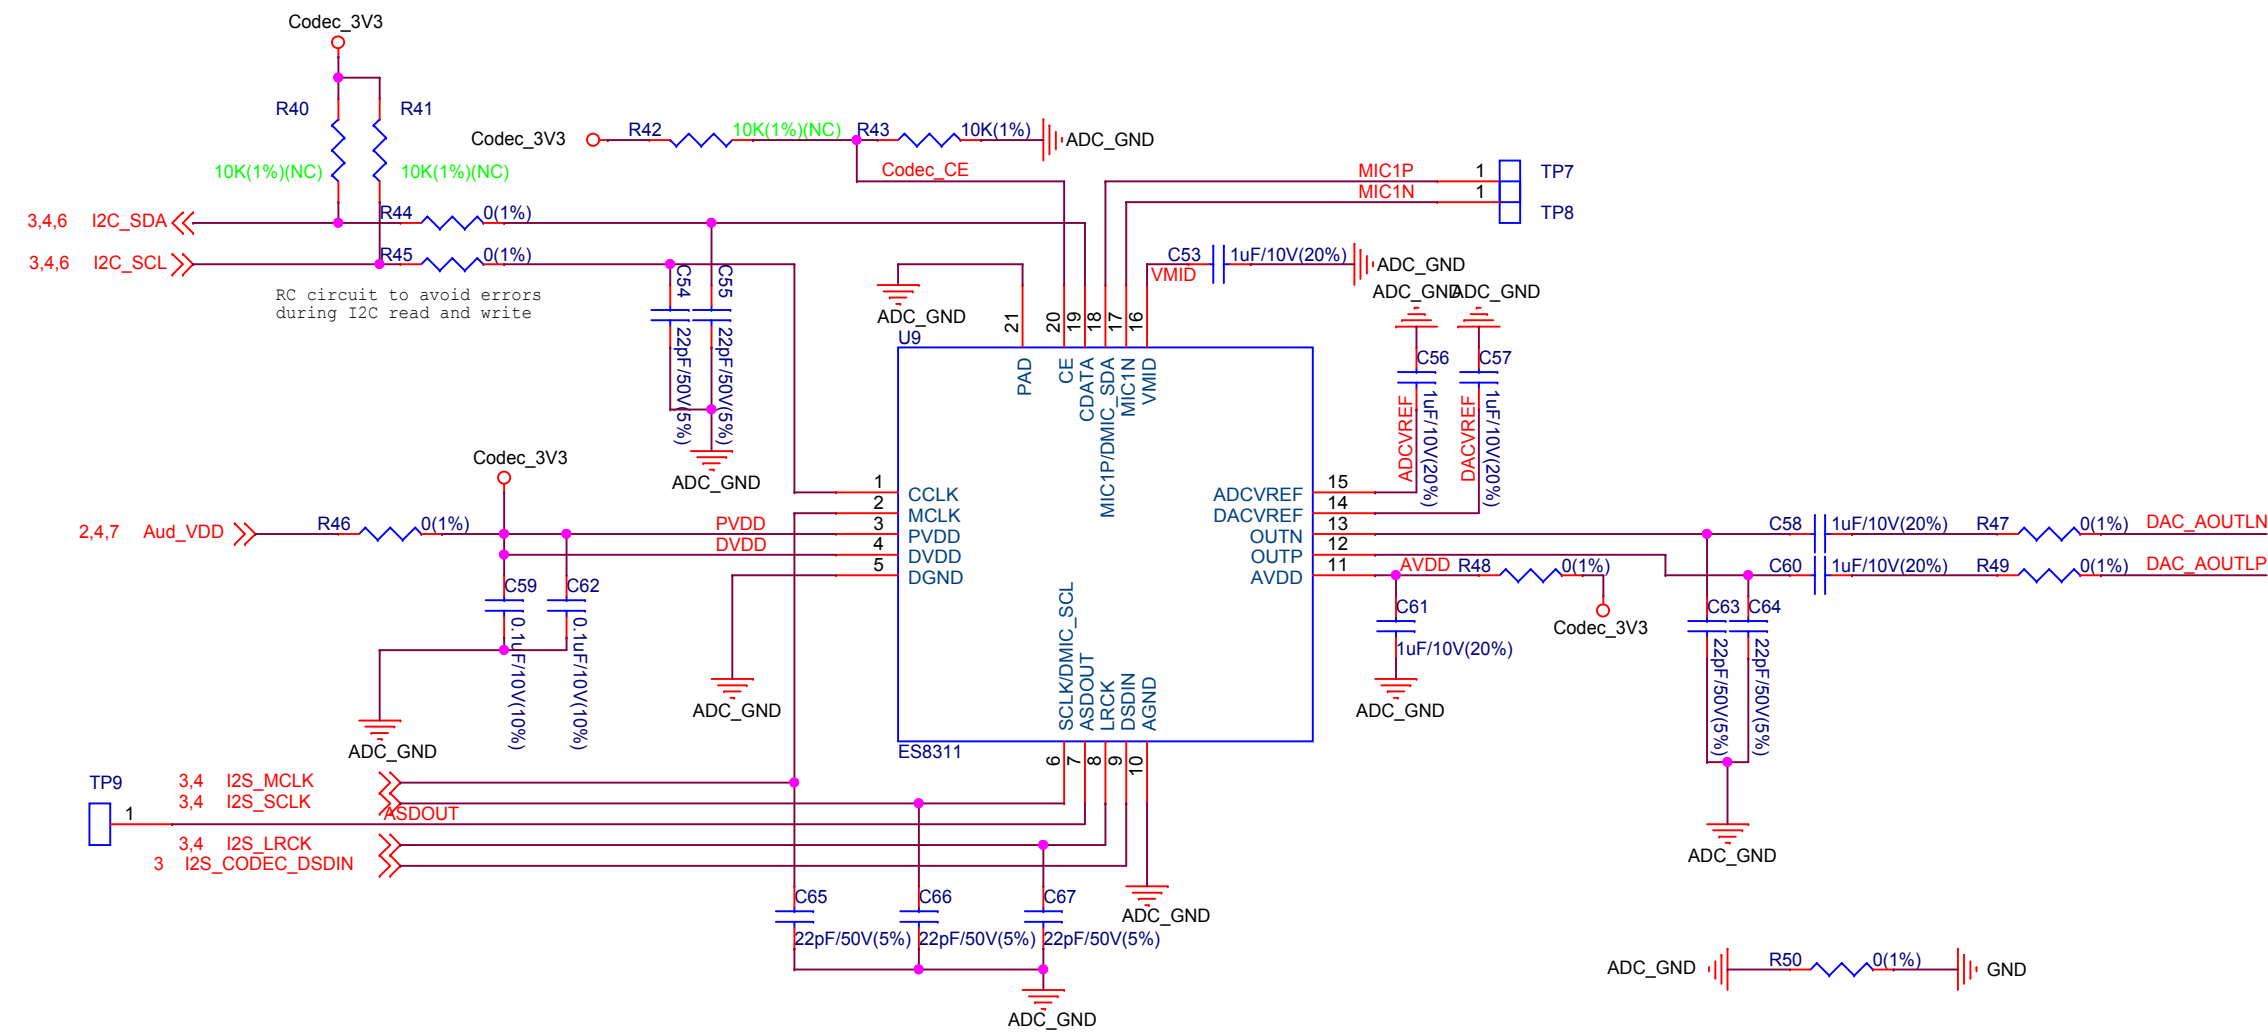 Codec_3V3
R40
R41
10K(1%)(NC)
10K(1%)(NC)
Codec_3V3
R42
10K(1%)(NC)
R43
10K(1%)
ADC_GND
Codec_CE
MIC1P
1
TP7
MIC1N
1
TP8
3,4,6 I2C_SDA
R44
0(1%)
3,4,6 I2C_SCL
R45
0(1%)
RC circuit to avoid errors
during I2C read and write
C54
22pF/50V(5%)
C55
22pF/50V(5%)
ADC_GND
ADC_GND
C53
1uF/10V(20%)
VMID
ADC_GND
ADC_GND
ADC_GND
C56
1uF/10V(20%)
ADCVREF
C57
1uF/10V(20%)
DACVREF
U9
21
20
19
18
17
16
PAD
CE
CDATA
MIC1P/DMIC_SDA
MIC1N
VMID
1
CCLK
2
MCLK
3
PVDD
4
DVDD
5
DGND
15
ADCVREF
14
DACVREF
13
OUTN
12
OUTP
11
AVDD
SCLK/DMIC_SCL
ASDOUT
LRCK
DSDIN
AGND
6
7
8
9
10
ES8311
Codec_3V3
2,4,7 Aud_VDD
R46
0(1%)
PVDD
DVDD
C59
0.1uF/10V(10%)
C62
0.1uF/10V(10%)
ADC_GND
ADC_GND
AVDD
R48
0(1%)
Codec_3V3
C61
1uF/10V(20%)
ADC_GND
C58
1uF/10V(20%)
R47
0(1%)
DAC_AOUTLN
C60
1uF/10V(20%)
R49
0(1%)
DAC_AOUTLP
C63
22pF/50V(5%)
C64
22pF/50V(5%)
ADC_GND
TP9
1
3,4 I2S_MCLK
3,4 I2S_SCLK
ASDOUT
3,4 I2S_LRCK
3 I2S_CODEC_DSDIN
C65
22pF/50V(5%)
C66
22pF/50V(5%)
C67
22pF/50V(5%)
ADC_GND
ADC_GND
ADC_GND
R50
0(1%)
GND